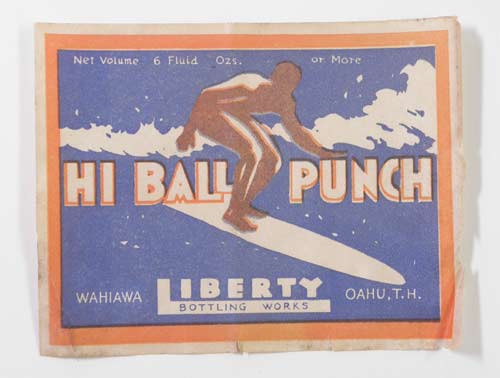 Net Volume 6 Fluid Ozs. or More
HI BALL PUNCH
WAHIAWA LIBERTY OAHU, T.H.
BOTTLING WORKS